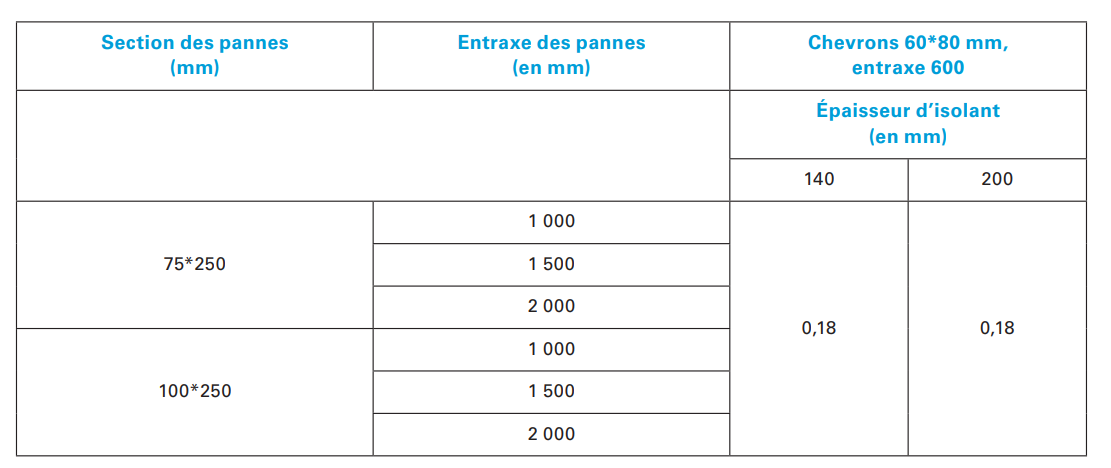 Section des pannes
(mm)
Entraxe des pannes
(en mm)
Chevrons 60*80 mm,
entraxe 600
Épaisseur d’isolant
(en mm)
140
200
75*250
1 000
1 500
2 000
0,18
0,18
100*250
1 000
1 500
2 000